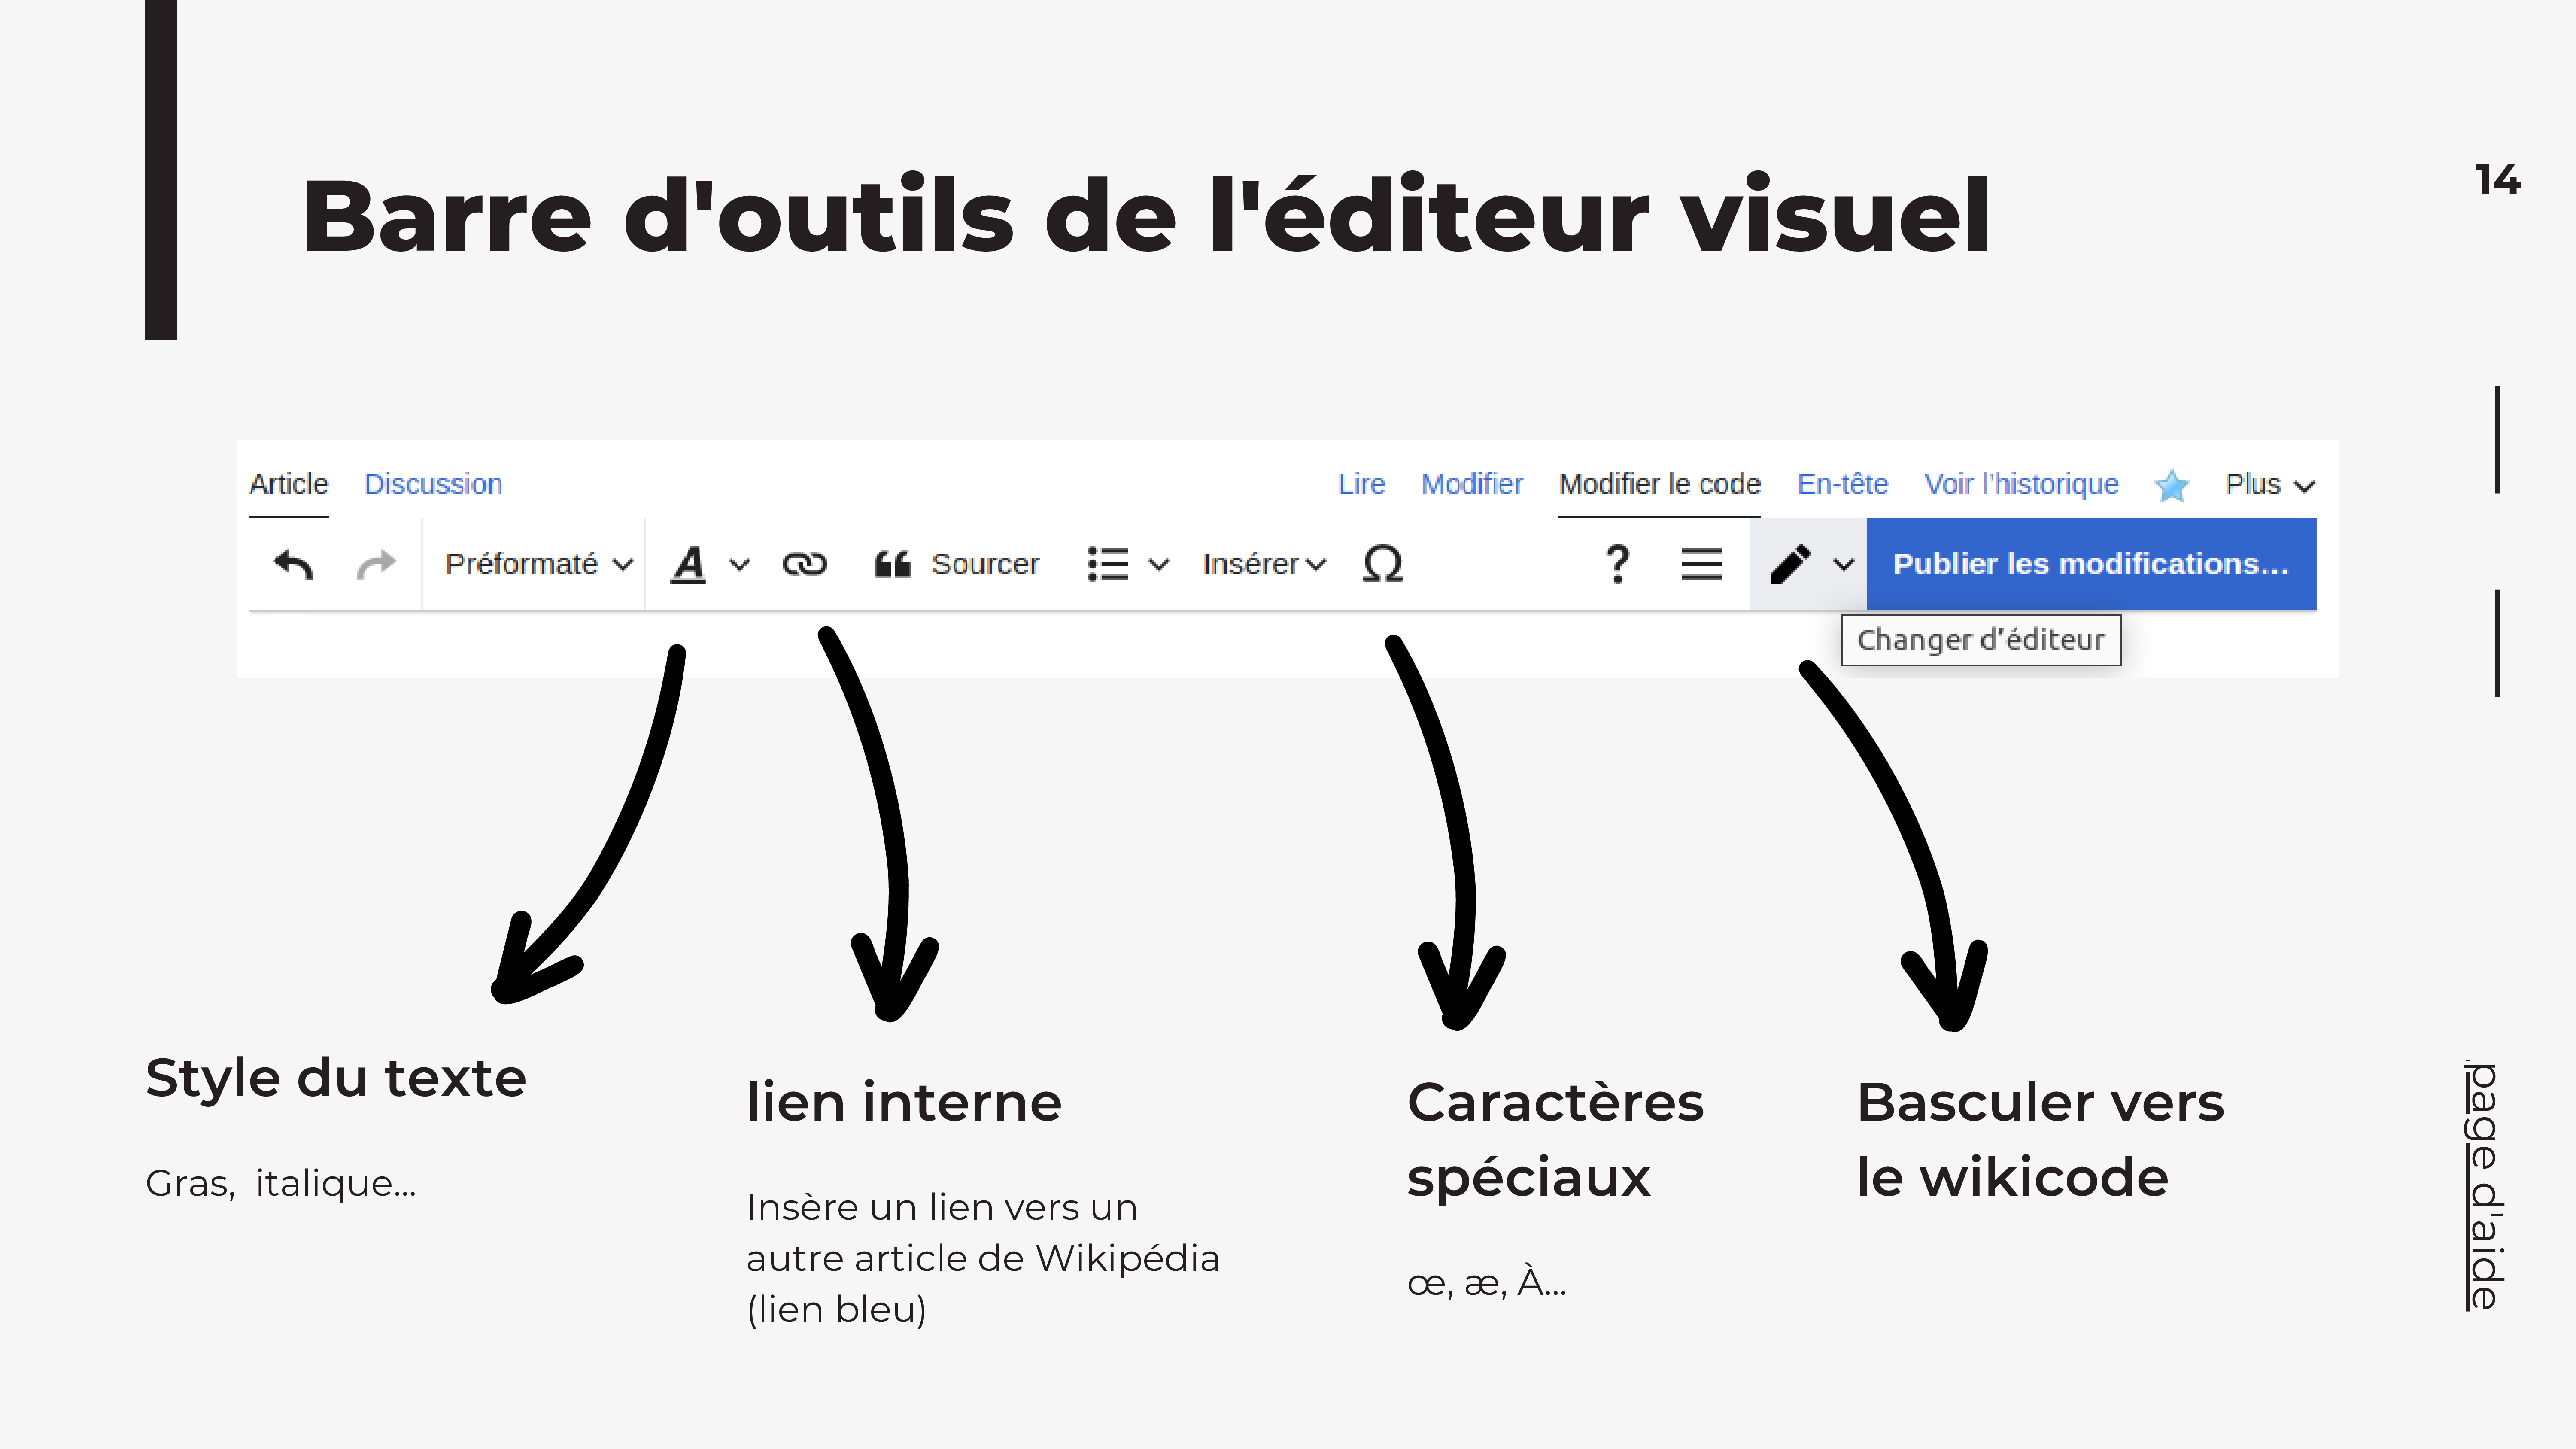 Barre d'outils de l'éditeur visuel
14
Article Discussion Lire Modifier Modifier le code En-tête Voir l'historique Plus
Préformaté A Sourcer Insérer Ω ? Publier les modifications...
Changer d'éditeur
Style du texte
Gras, italique...
lien interne
Insère un lien vers un
autre article de Wikipédia
(lien bleu)
Caractères
spéciaux
œ, æ, À...
Basculer vers
le wikicode
page d'aide